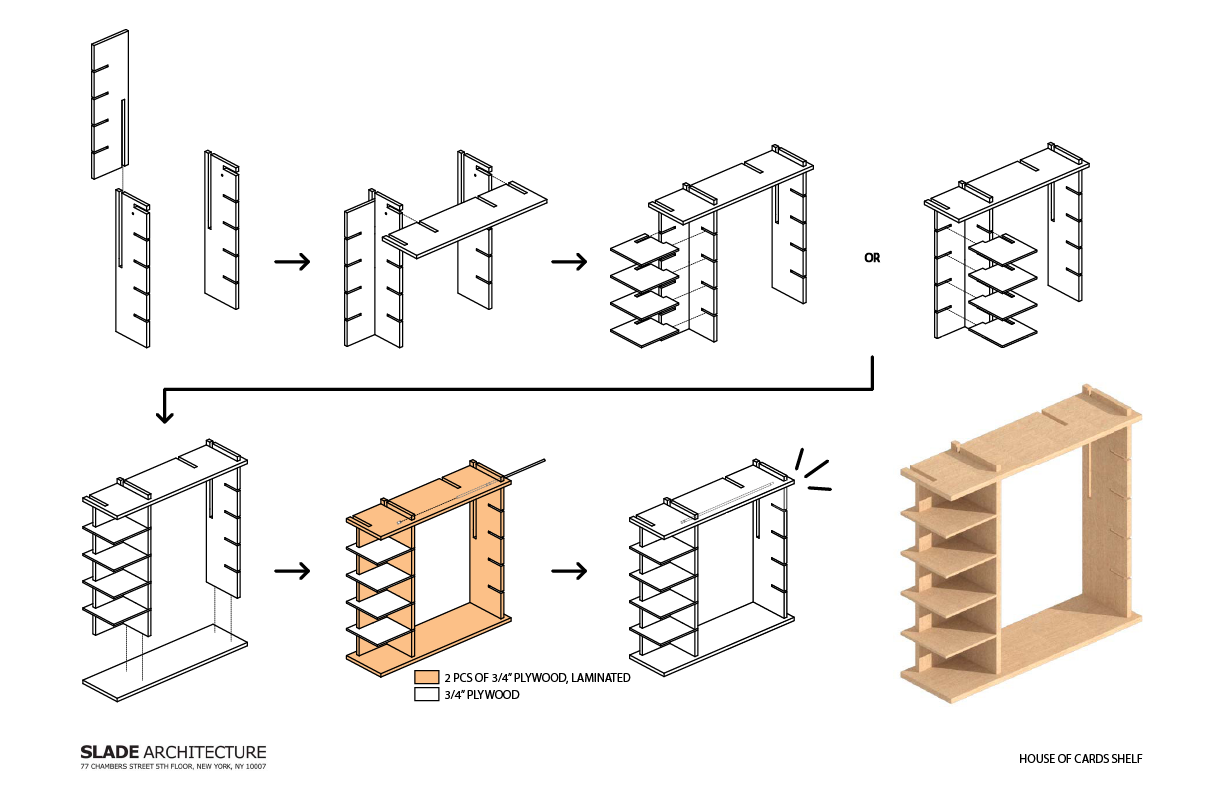 OR
2 PCS OF 3/4” PLYWOOD, LAMINATED
3/4” PLYWOOD
SLADE ARCHITECTURE
77 CHAMBERS STREET 5TH FLOOR, NEW YORK, NY 10007
HOUSE OF CARDS SHELF